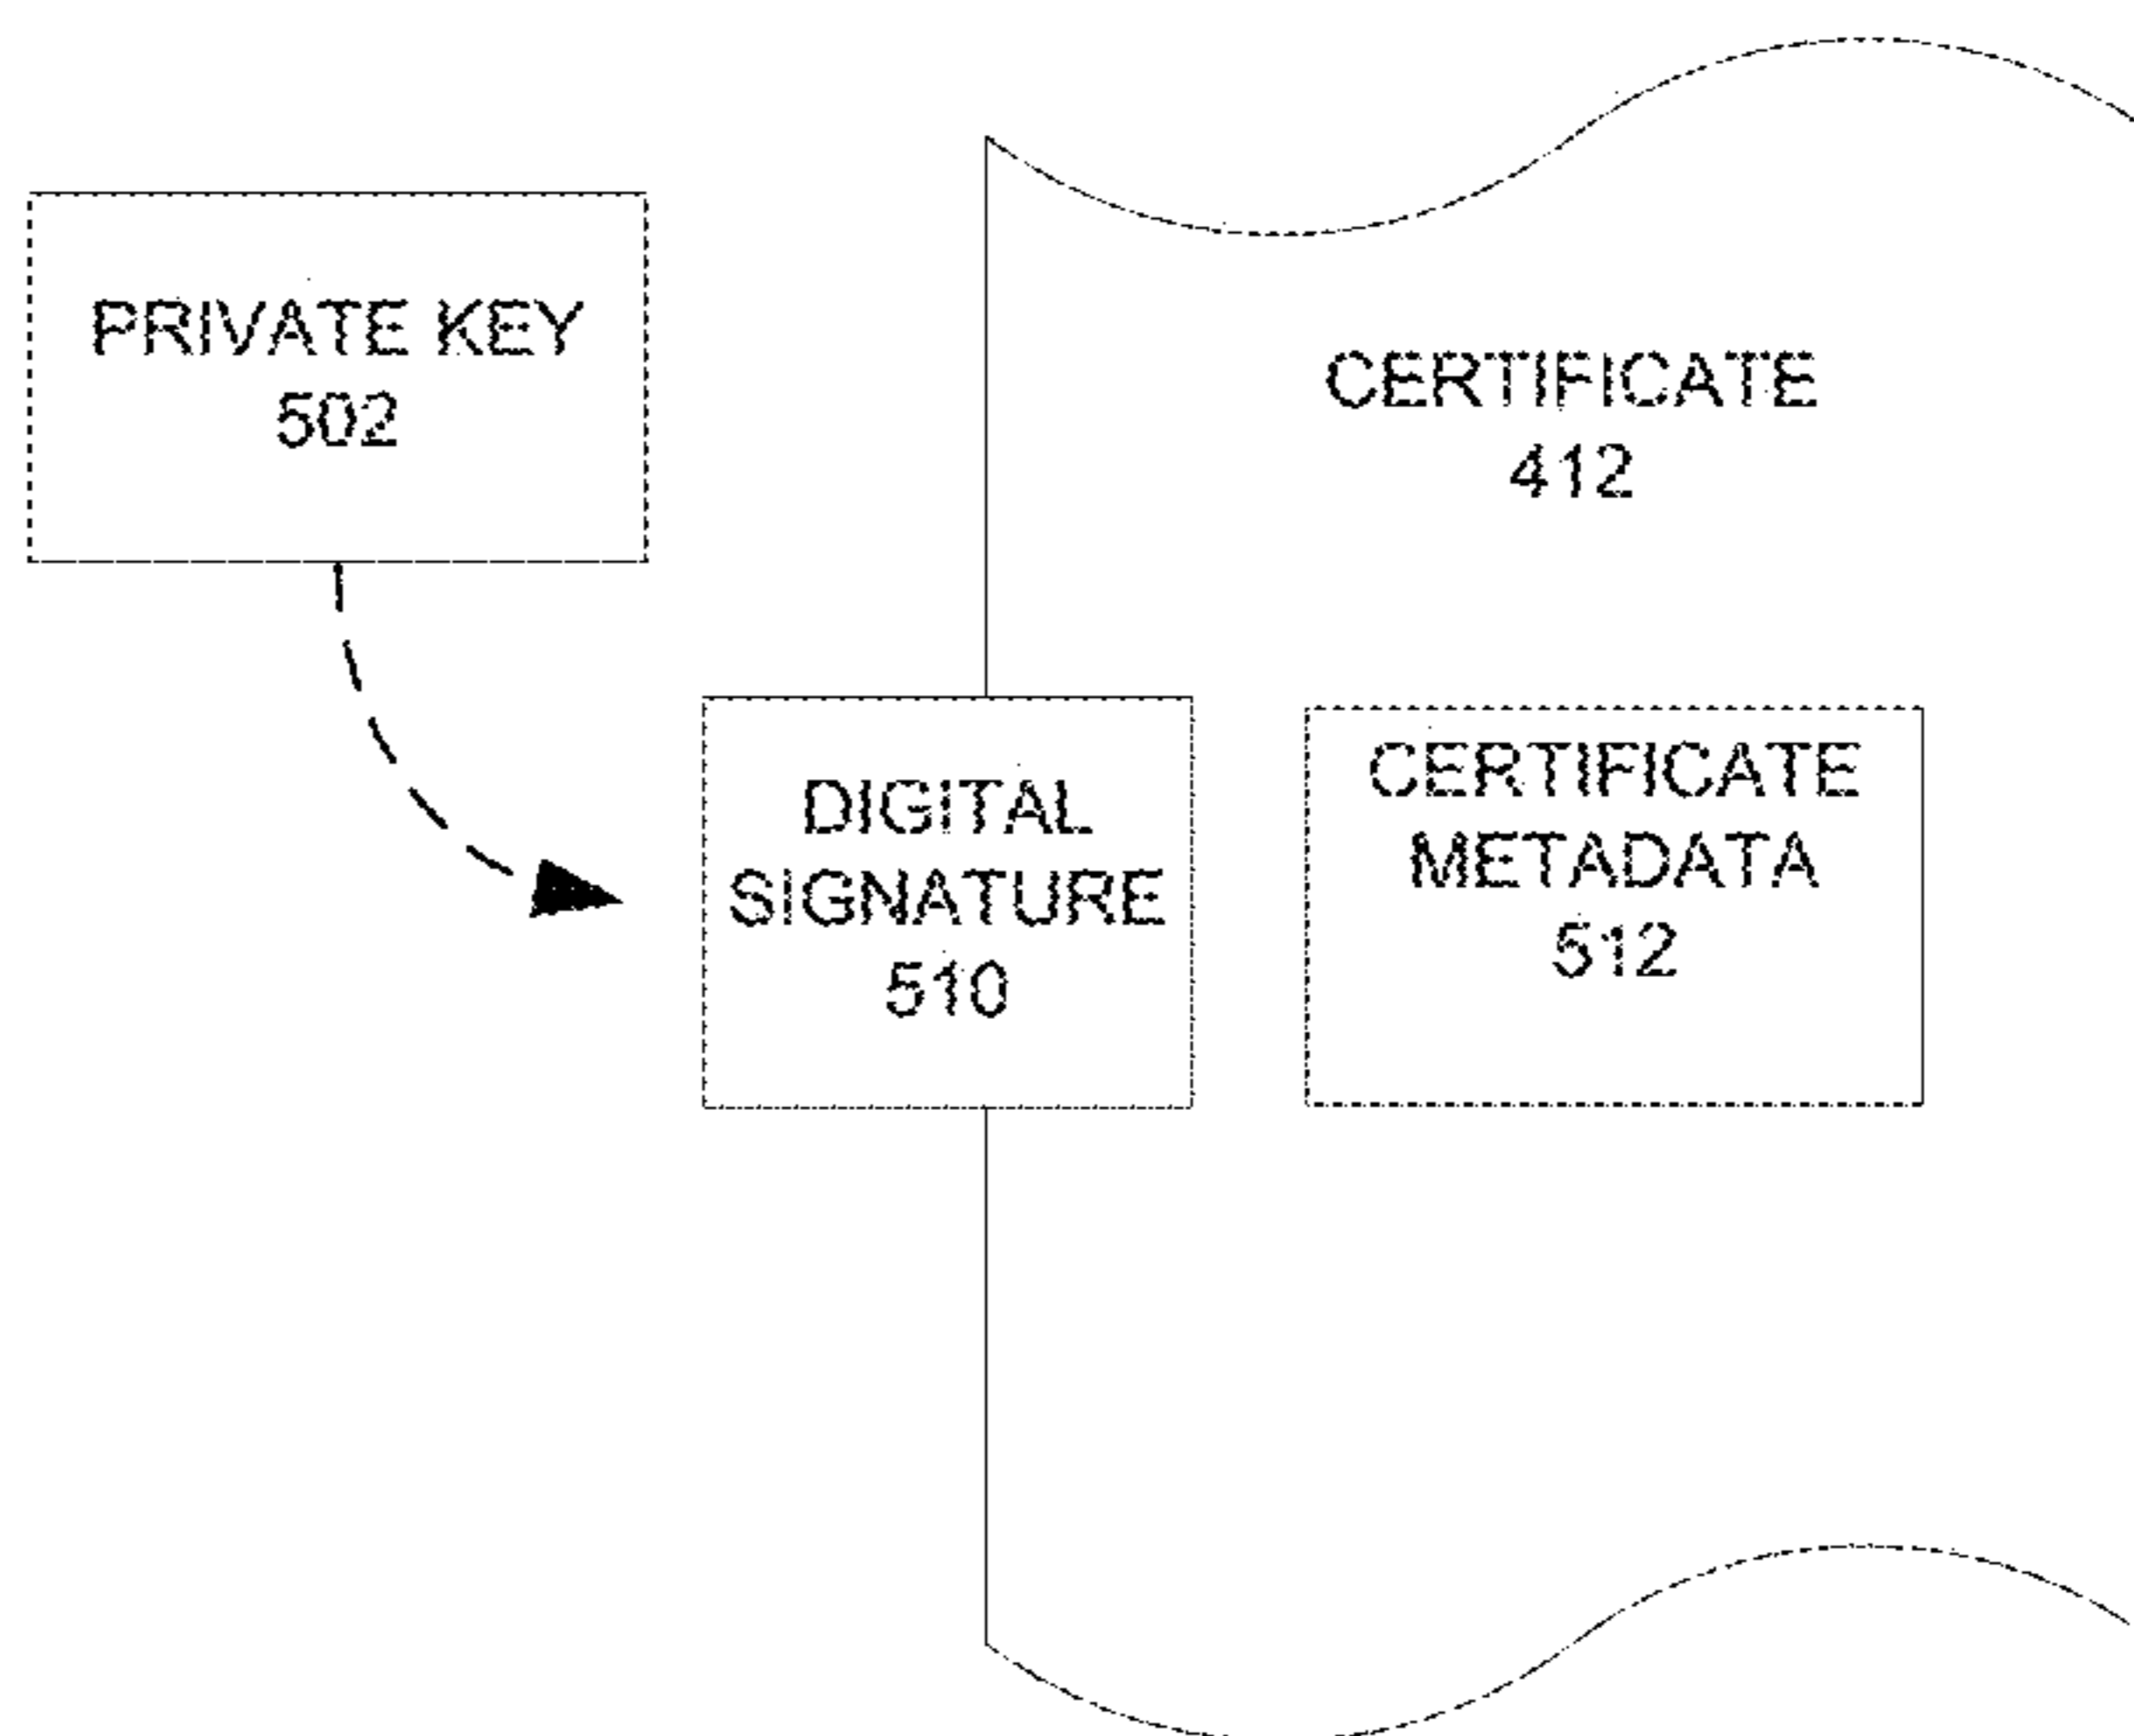 PRIVATE KEY
502
CERTIFICATE
412
DIGITAL
SIGNATURE
510
CERTIFICATE
METADATA
512